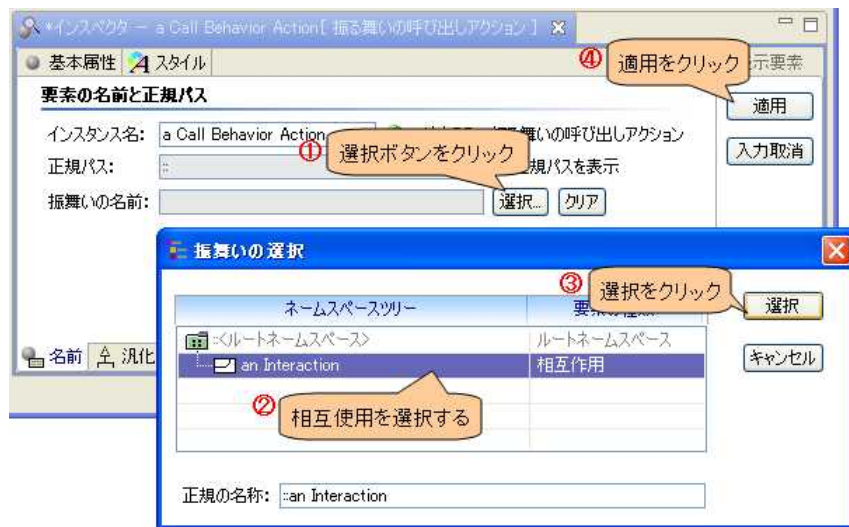 *インスペクター - a Call Behavior Action[ 振る舞いの呼び出しアクション ]
基本属性 スタイル
④ 適用をクリック
示要素
要素の名前と正規パス
適用
インスタンス名: a Call Behavior Action
舞いの呼び出しアクション
① 選択ボタンをクリック
入力取消
正規パス: ::
規パスを表示
振舞いの名前: 選択... クリア
振舞いの選択
③ 選択をクリック
選択
ネームスペースツリー
::<ルートネームスペース> ルートネームスペース
名前 汎化
an Interaction 相互作用
キャンセル
② 相互使用を選択する
正規の名称: ::an Interaction